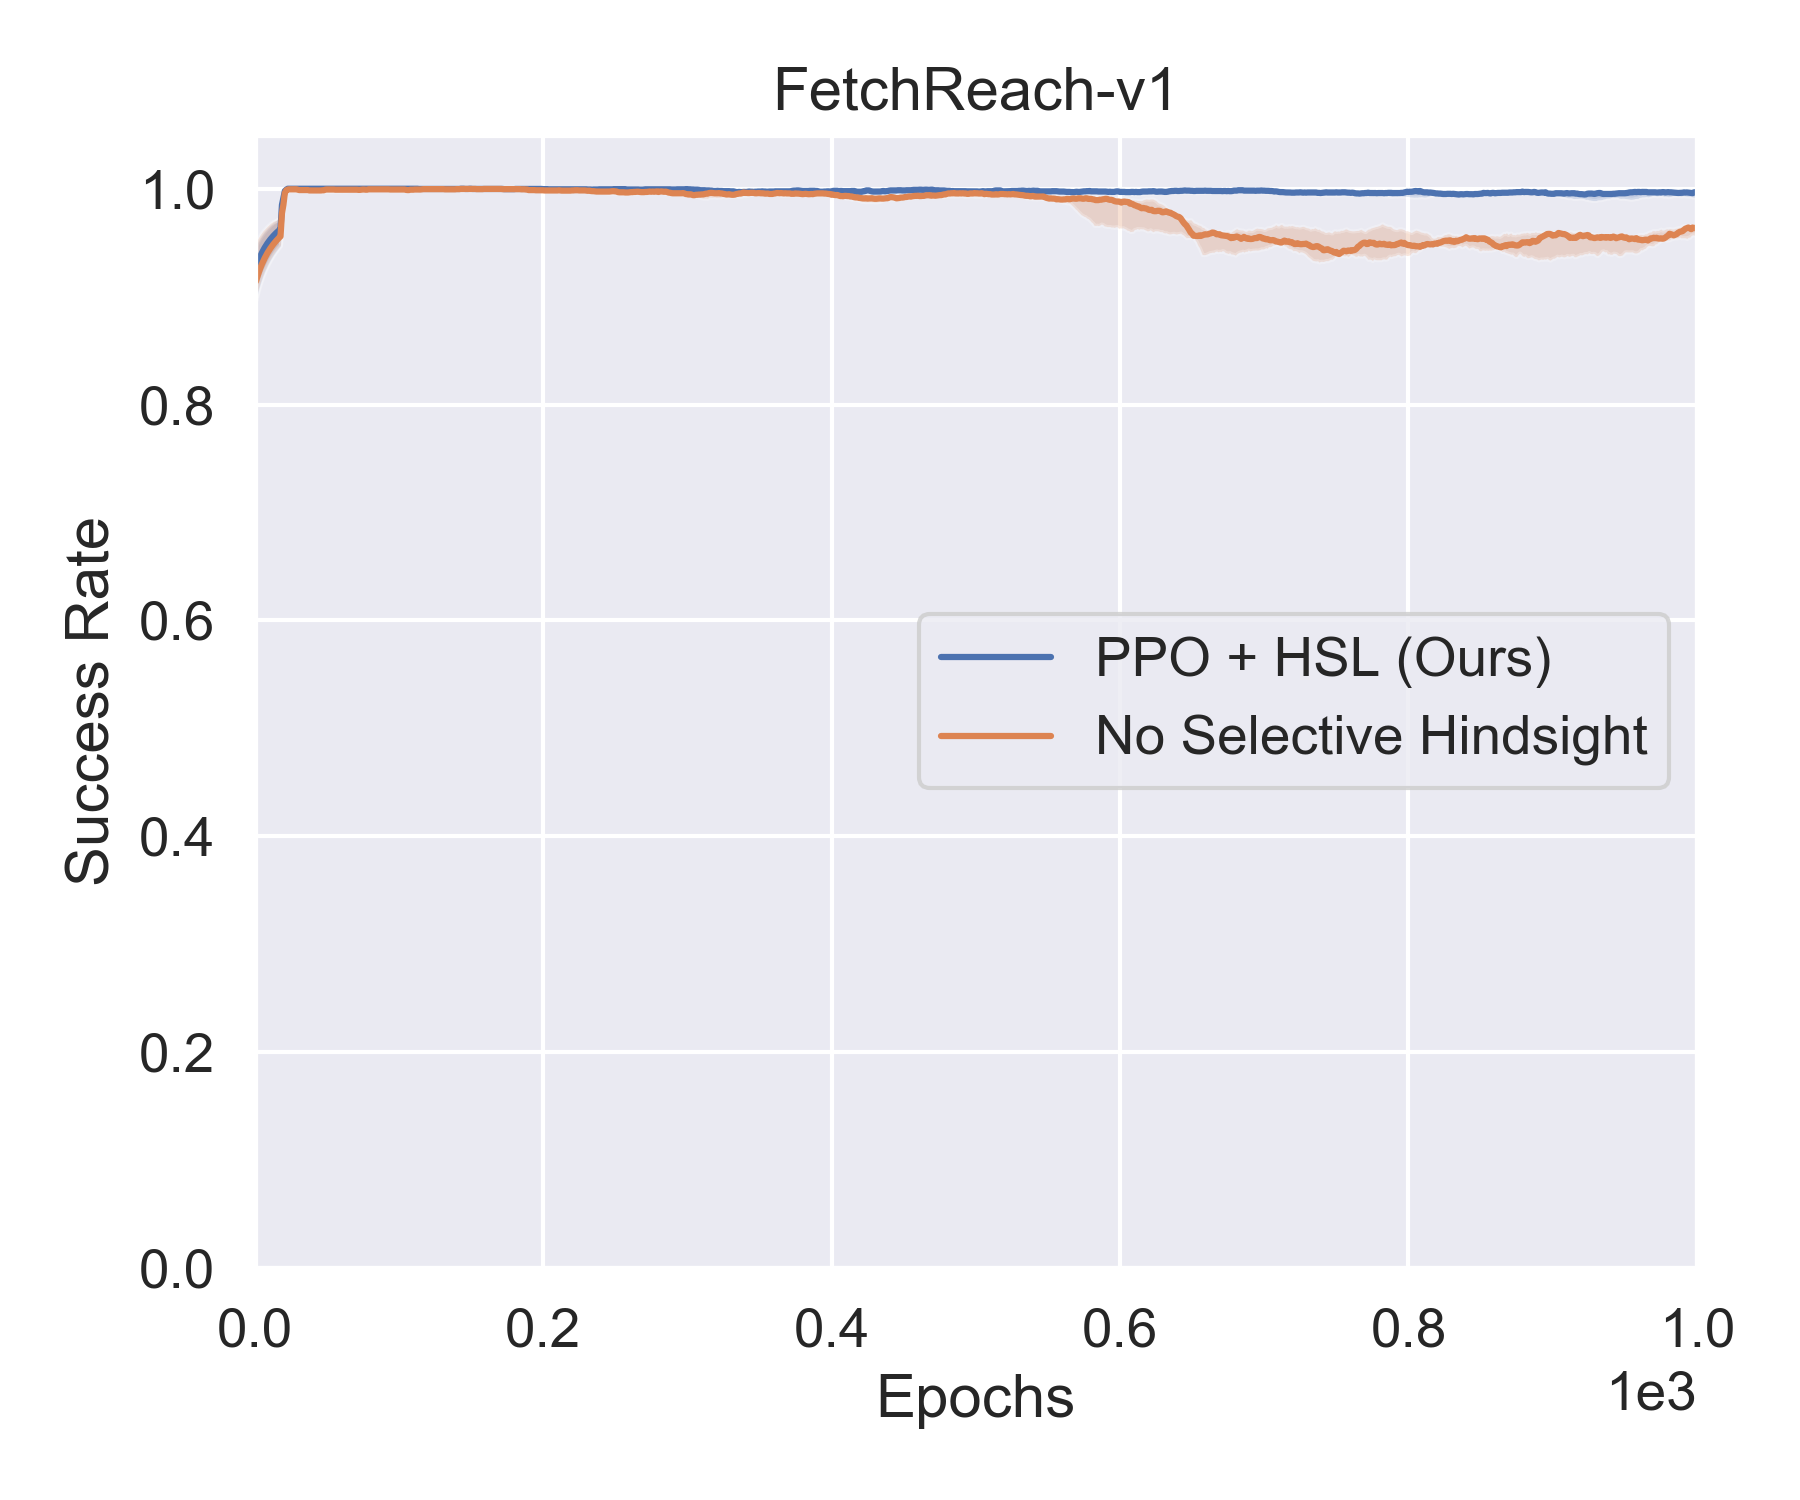 FetchReach-v1
1.0
0.8
0.6
0.4
0.2
0.0
Success Rate
PPO + HSL (Ours)
No Selective Hindsight
0.0 0.2 0.4 0.6 0.8 1.0
Epochs
1e3